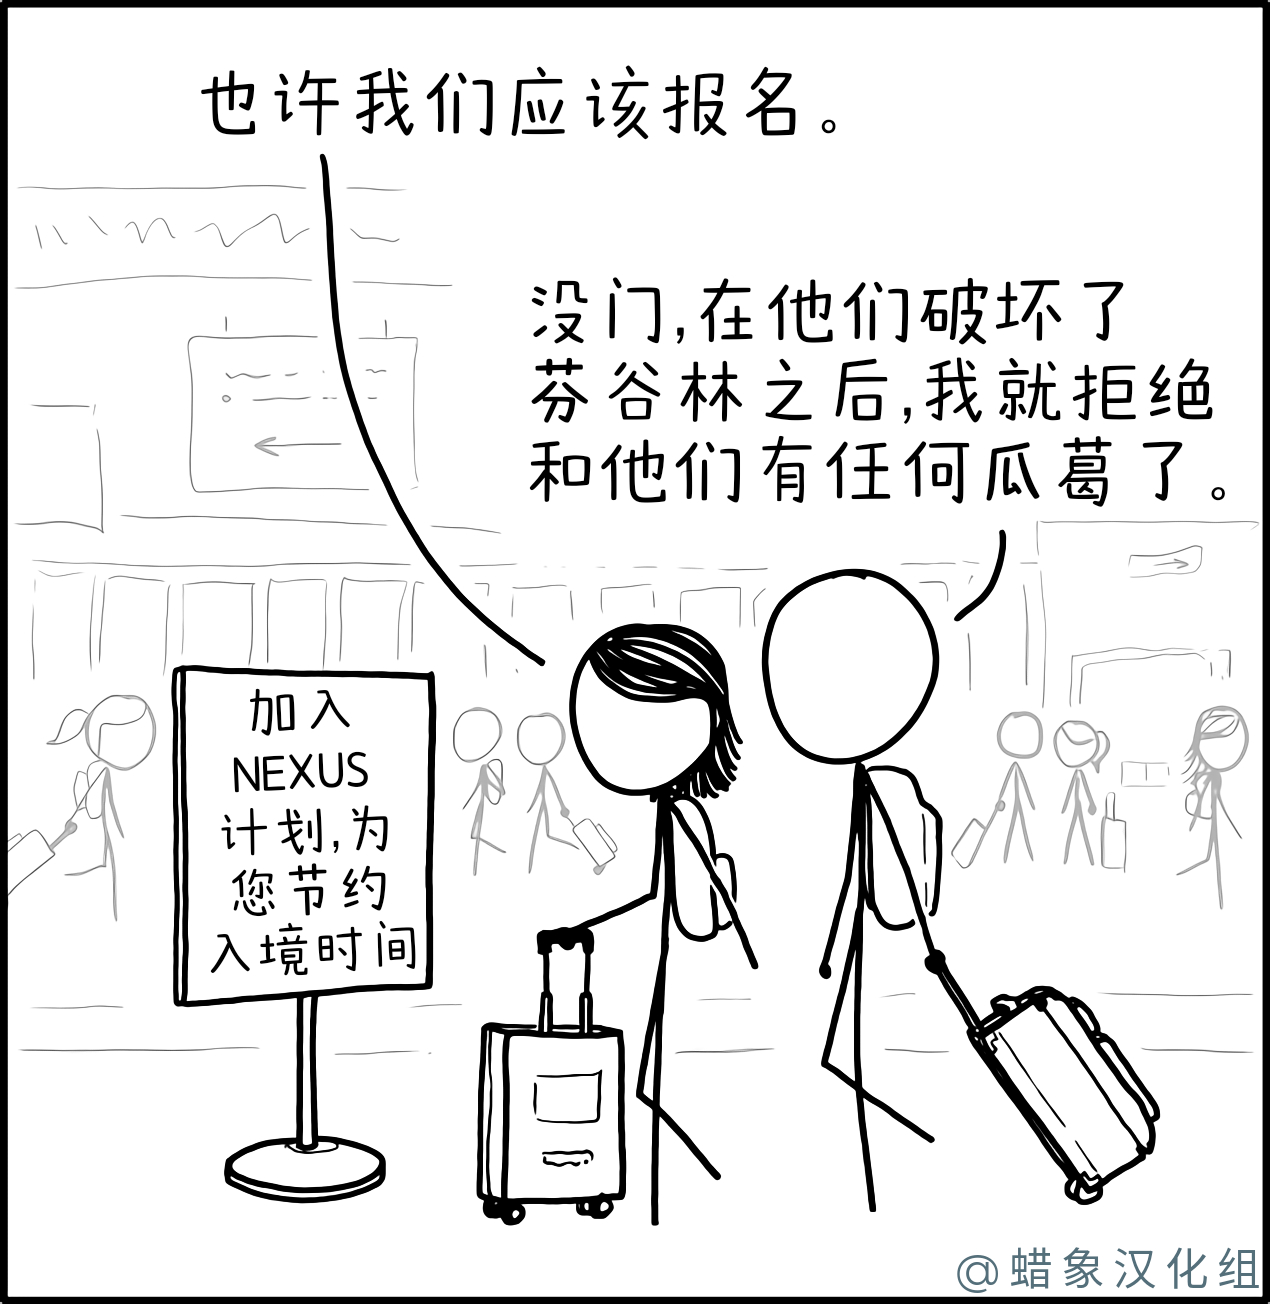 也许我们应该报名。
没门,在他们破坏了
芬谷林之后,我就拒绝
和他们有任何瓜葛了。
加入
NEXUS
计划,为
您节约
入境时间
@蜡象汉化组